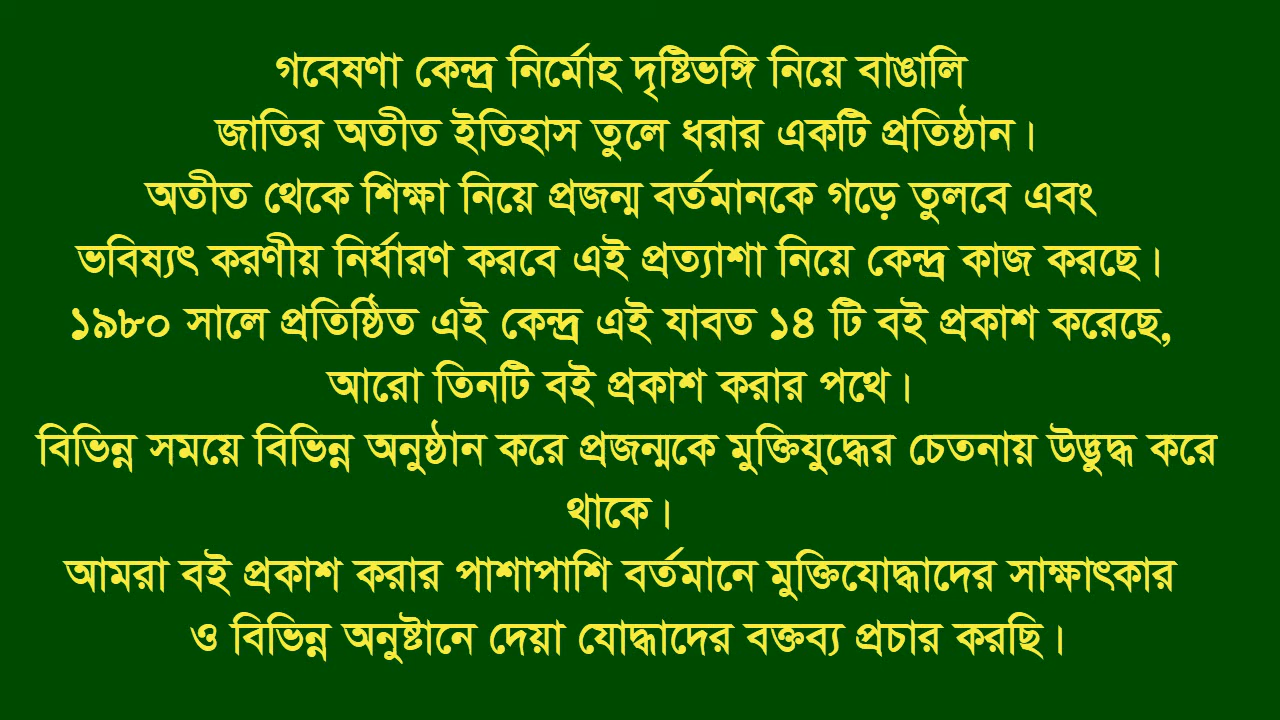 গবেষণা কেন্দ্র নির্মোহ দৃষ্টিভঙ্গি নিয়ে বাঙালি
জাতির অতীত ইতিহাস তুলে ধরার একটি প্রতিষ্ঠান।
অতীত থেকে শিক্ষা নিয়ে প্রজন্ম বর্তমানকে গড়ে তুলবে এবং
ভবিষ্যৎ করণীয় নির্ধারণ করবে এই প্রত্যাশা নিয়ে কেন্দ্র কাজ করছে।
১৯৮০ সালে প্রতিষ্ঠিত এই কেন্দ্র এই যাবত ১৪ টি বই প্রকাশ করেছে,
আরো তিনটি বই প্রকাশ করার পথে।
বিভিন্ন সময়ে বিভিন্ন অনুষ্ঠান করে প্রজন্মকে মুক্তিযুদ্ধের চেতনায় উদ্ভুদ্ধ করে
থাকে।
আমরা বই প্রকাশ করার পাশাপাশি বর্তমানে মুক্তিযোদ্ধাদের সাক্ষাৎকার
ও বিভিন্ন অনুষ্টানে দেয়া যোদ্ধাদের বক্তব্য প্রচার করছি।